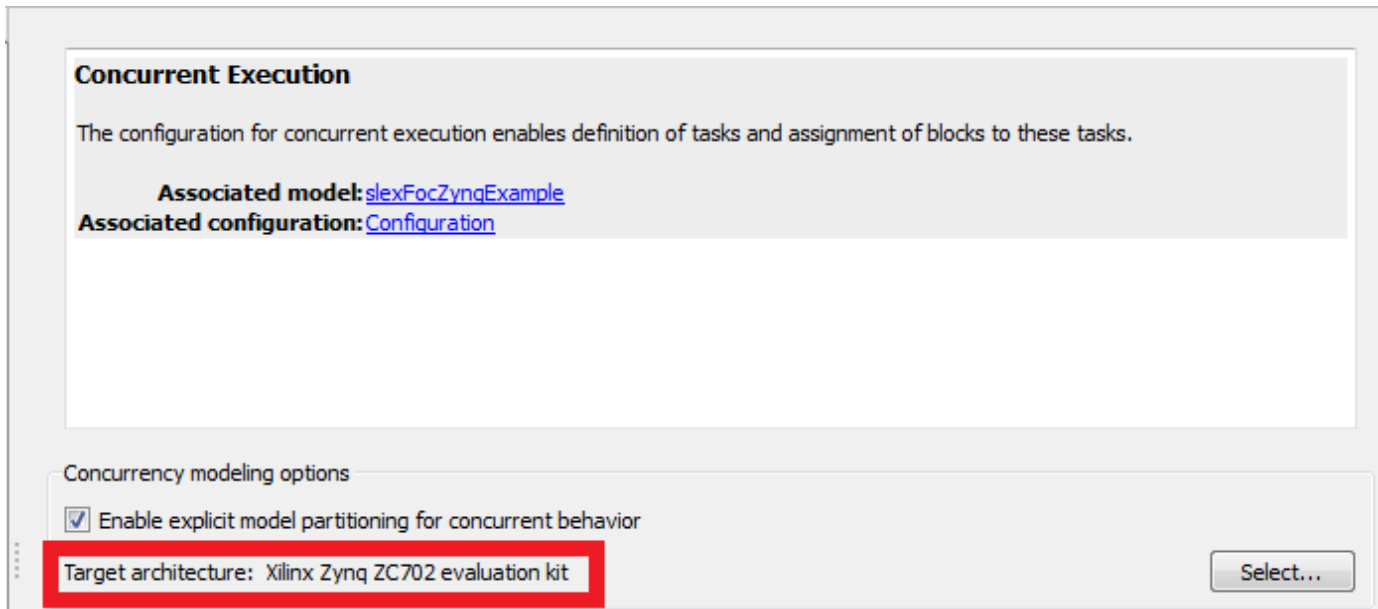 Concurrent Execution
The configuration for concurrent execution enables definition of tasks and assignment of blocks to these tasks.
Associated model: slexFocZynqExample
Associated configuration: Configuration
Concurrency modeling options
Enable explicit model partitioning for concurrent behavior
Target architecture: Xilinx Zynq ZC702 evaluation kit
Select...